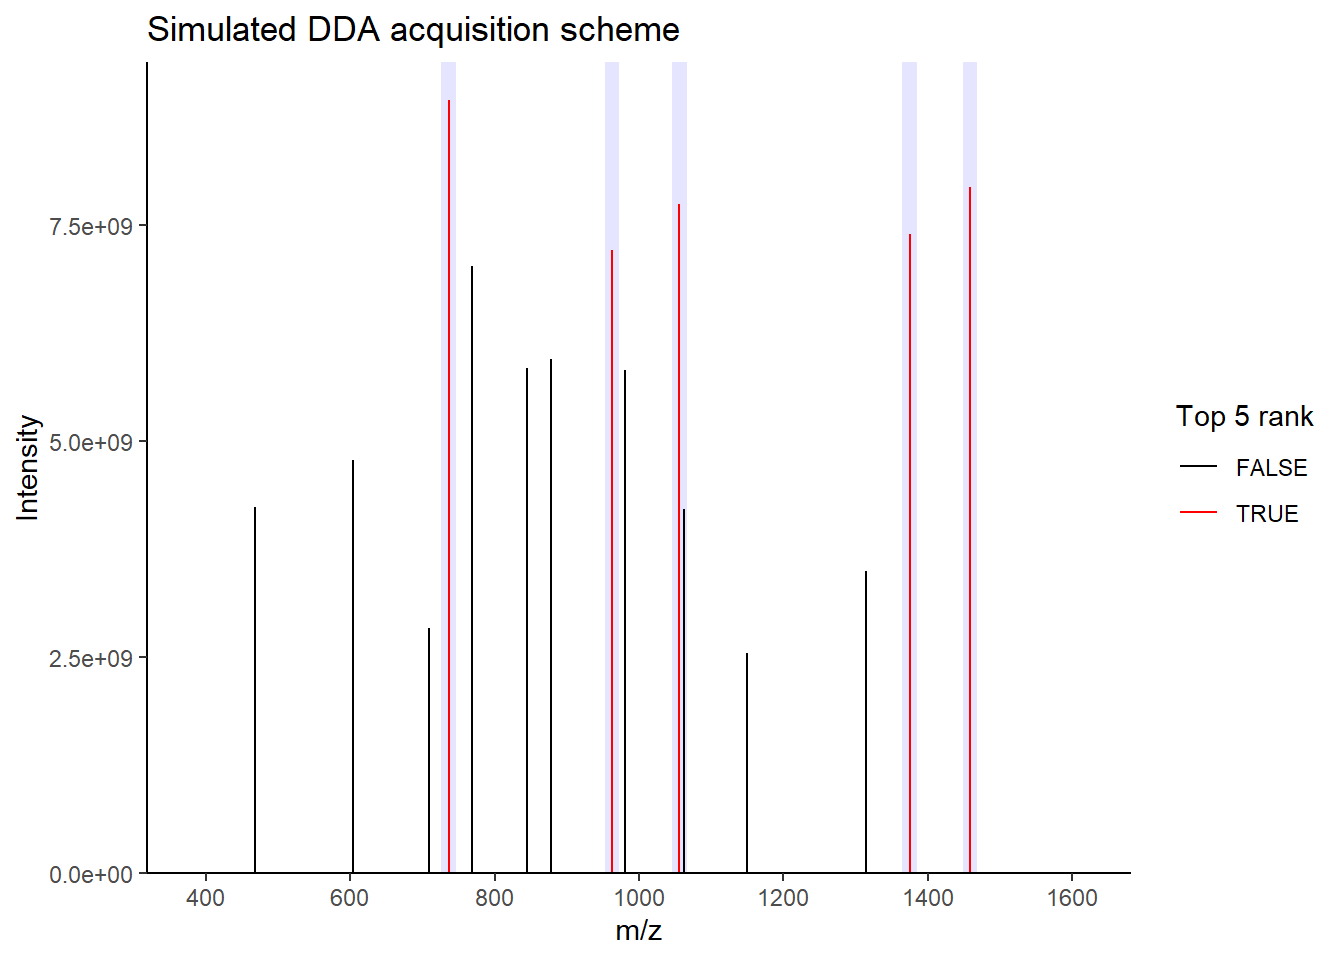 Simulated DDA acquisition scheme
Intensity
7.5e+09
5.0e+09
2.5e+09
0.0e+00
400 600 800 1000 1200 1400 1600
m/z
Top 5 rank
FALSE
TRUE